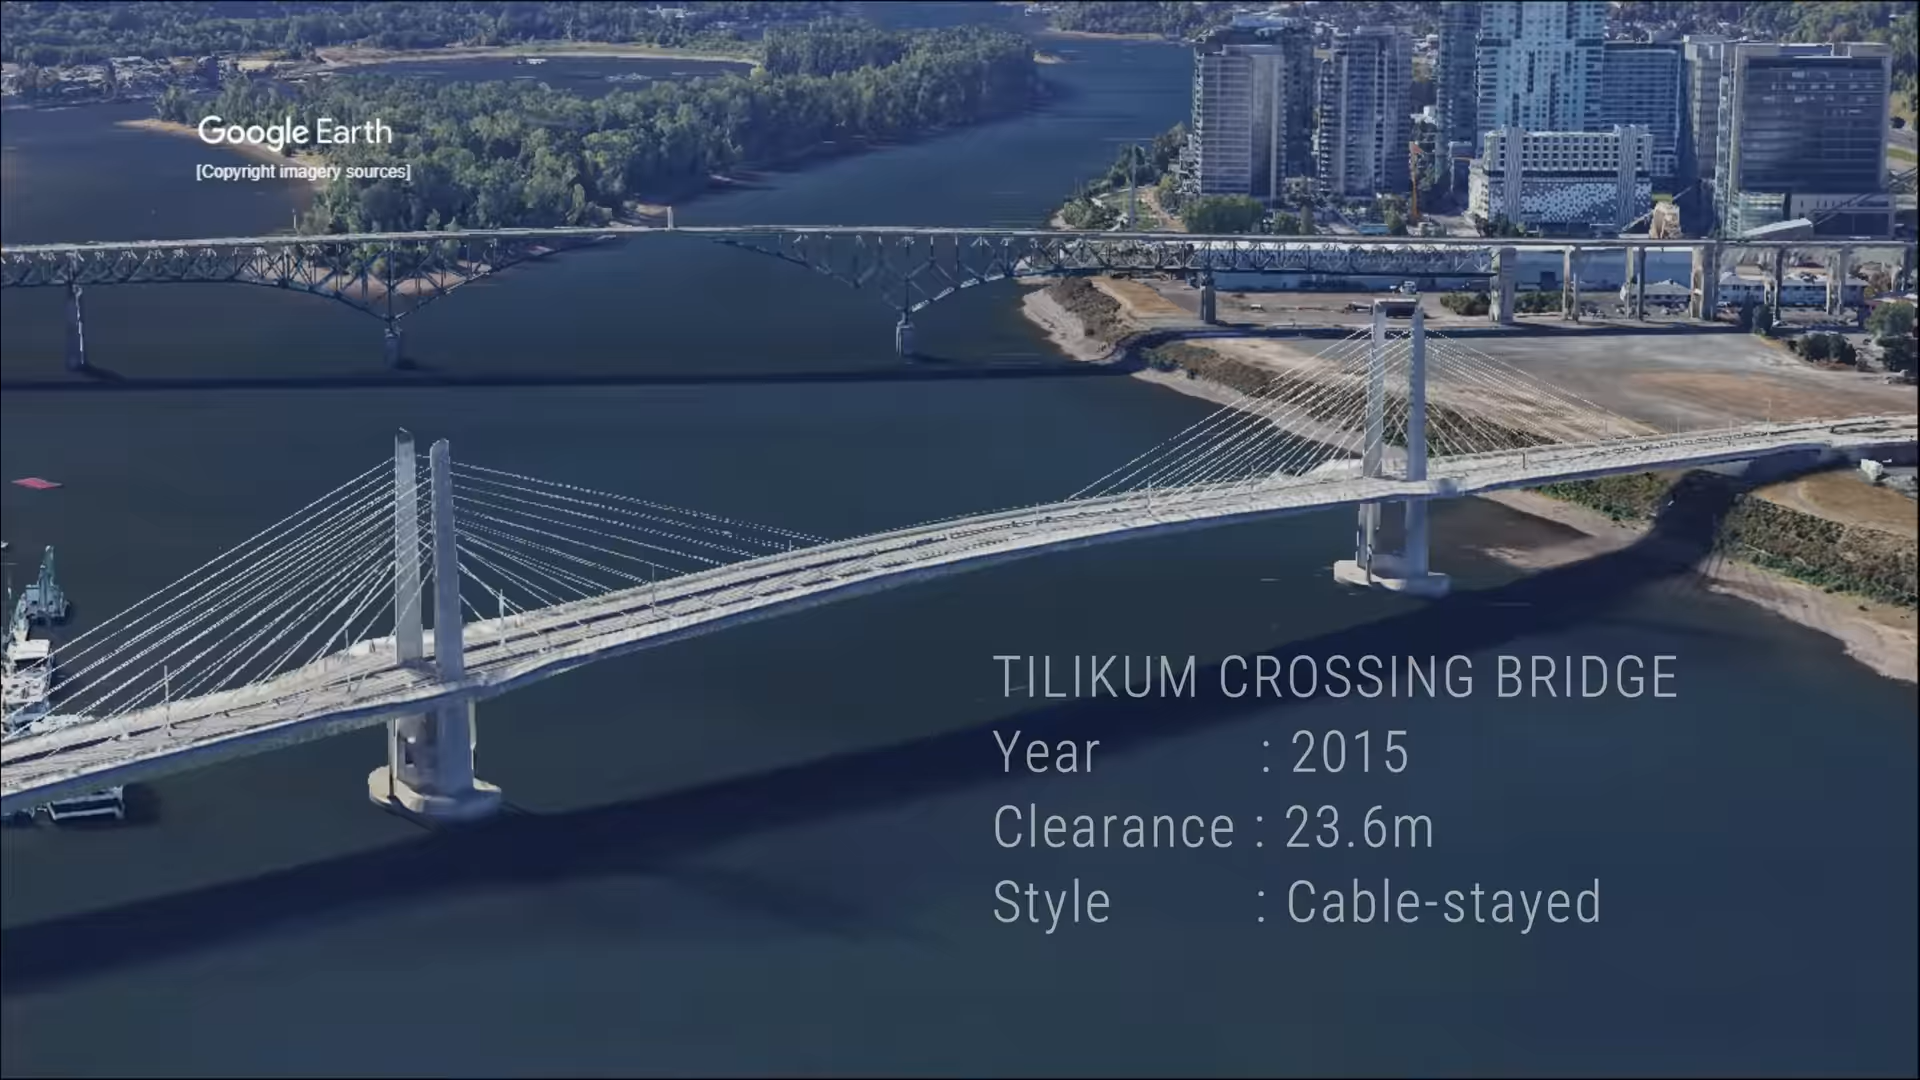 Google Earth
[Copyright imagery sources]
TILIKUM CROSSING BRIDGE
Year : 2015
Clearance : 23.6m
Style : Cable-stayed